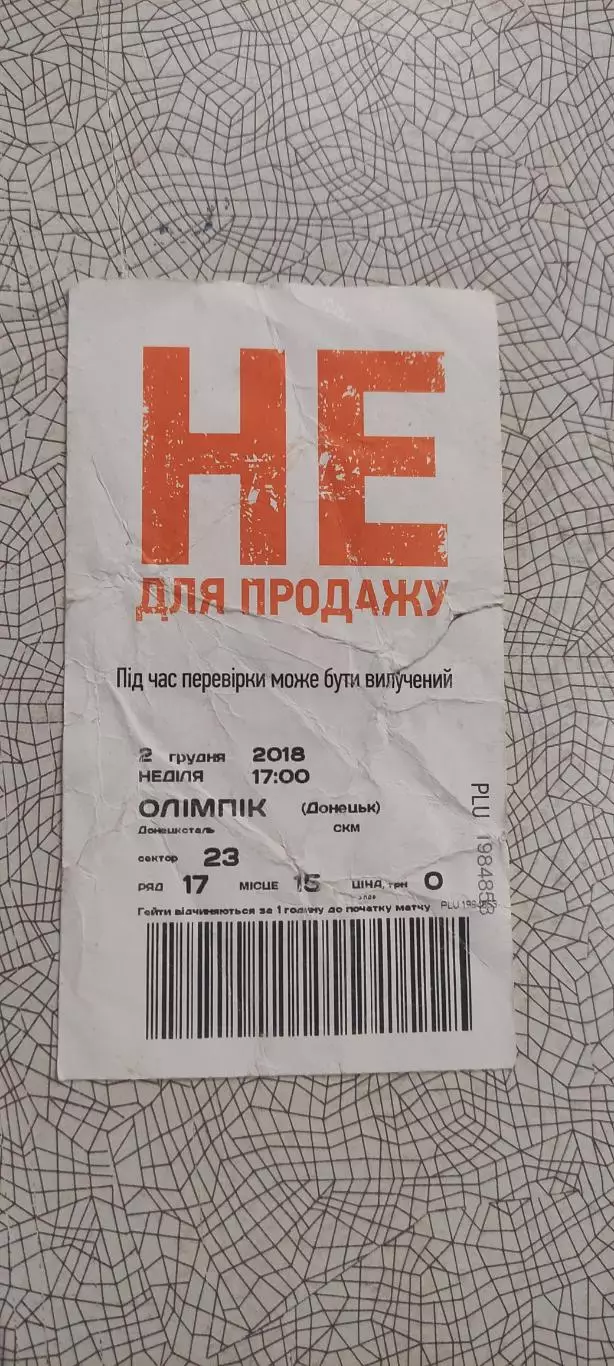 НЕ
ДЛЯ ПРОДАЖУ
Під час перевірки може бути вилучений
2 грудня 2018
НЕДІЛЯ 17:00
ОЛІМПІК (Донецьк)
Донецксталь СКМ
сектор 23
РЯД 17 МІСЦЕ 15 ЦІНА, грн 0
Гейти відчиняються за 1 годину до початку матчу
PLU 1984853